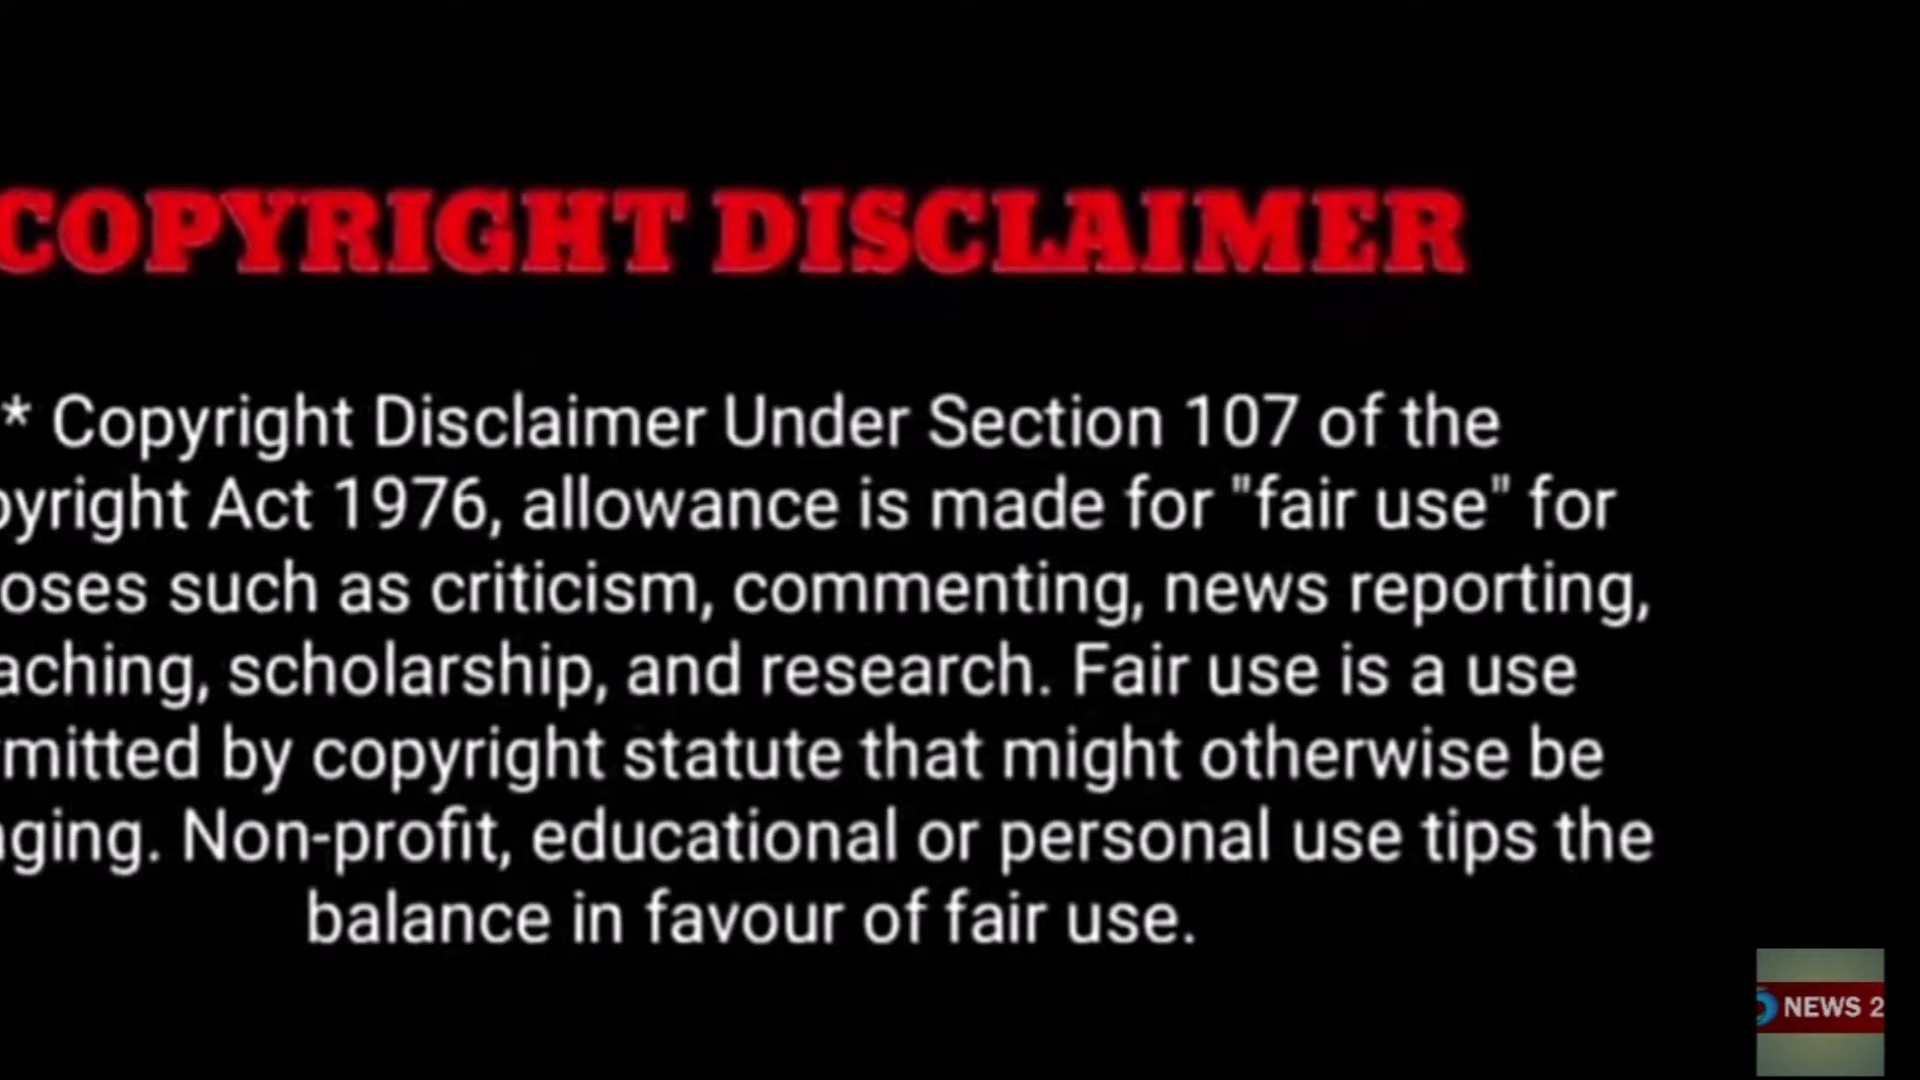 COPYRIGHT DISCLAIMER
* Copyright Disclaimer Under Section 107 of the
pyright Act 1976, allowance is made for "fair use" for
oses such as criticism, commenting, news reporting,
aching, scholarship, and research. Fair use is a use
mitted by copyright statute that might otherwise be
ging. Non-profit, educational or personal use tips the
balance in favour of fair use.
NEWS 2